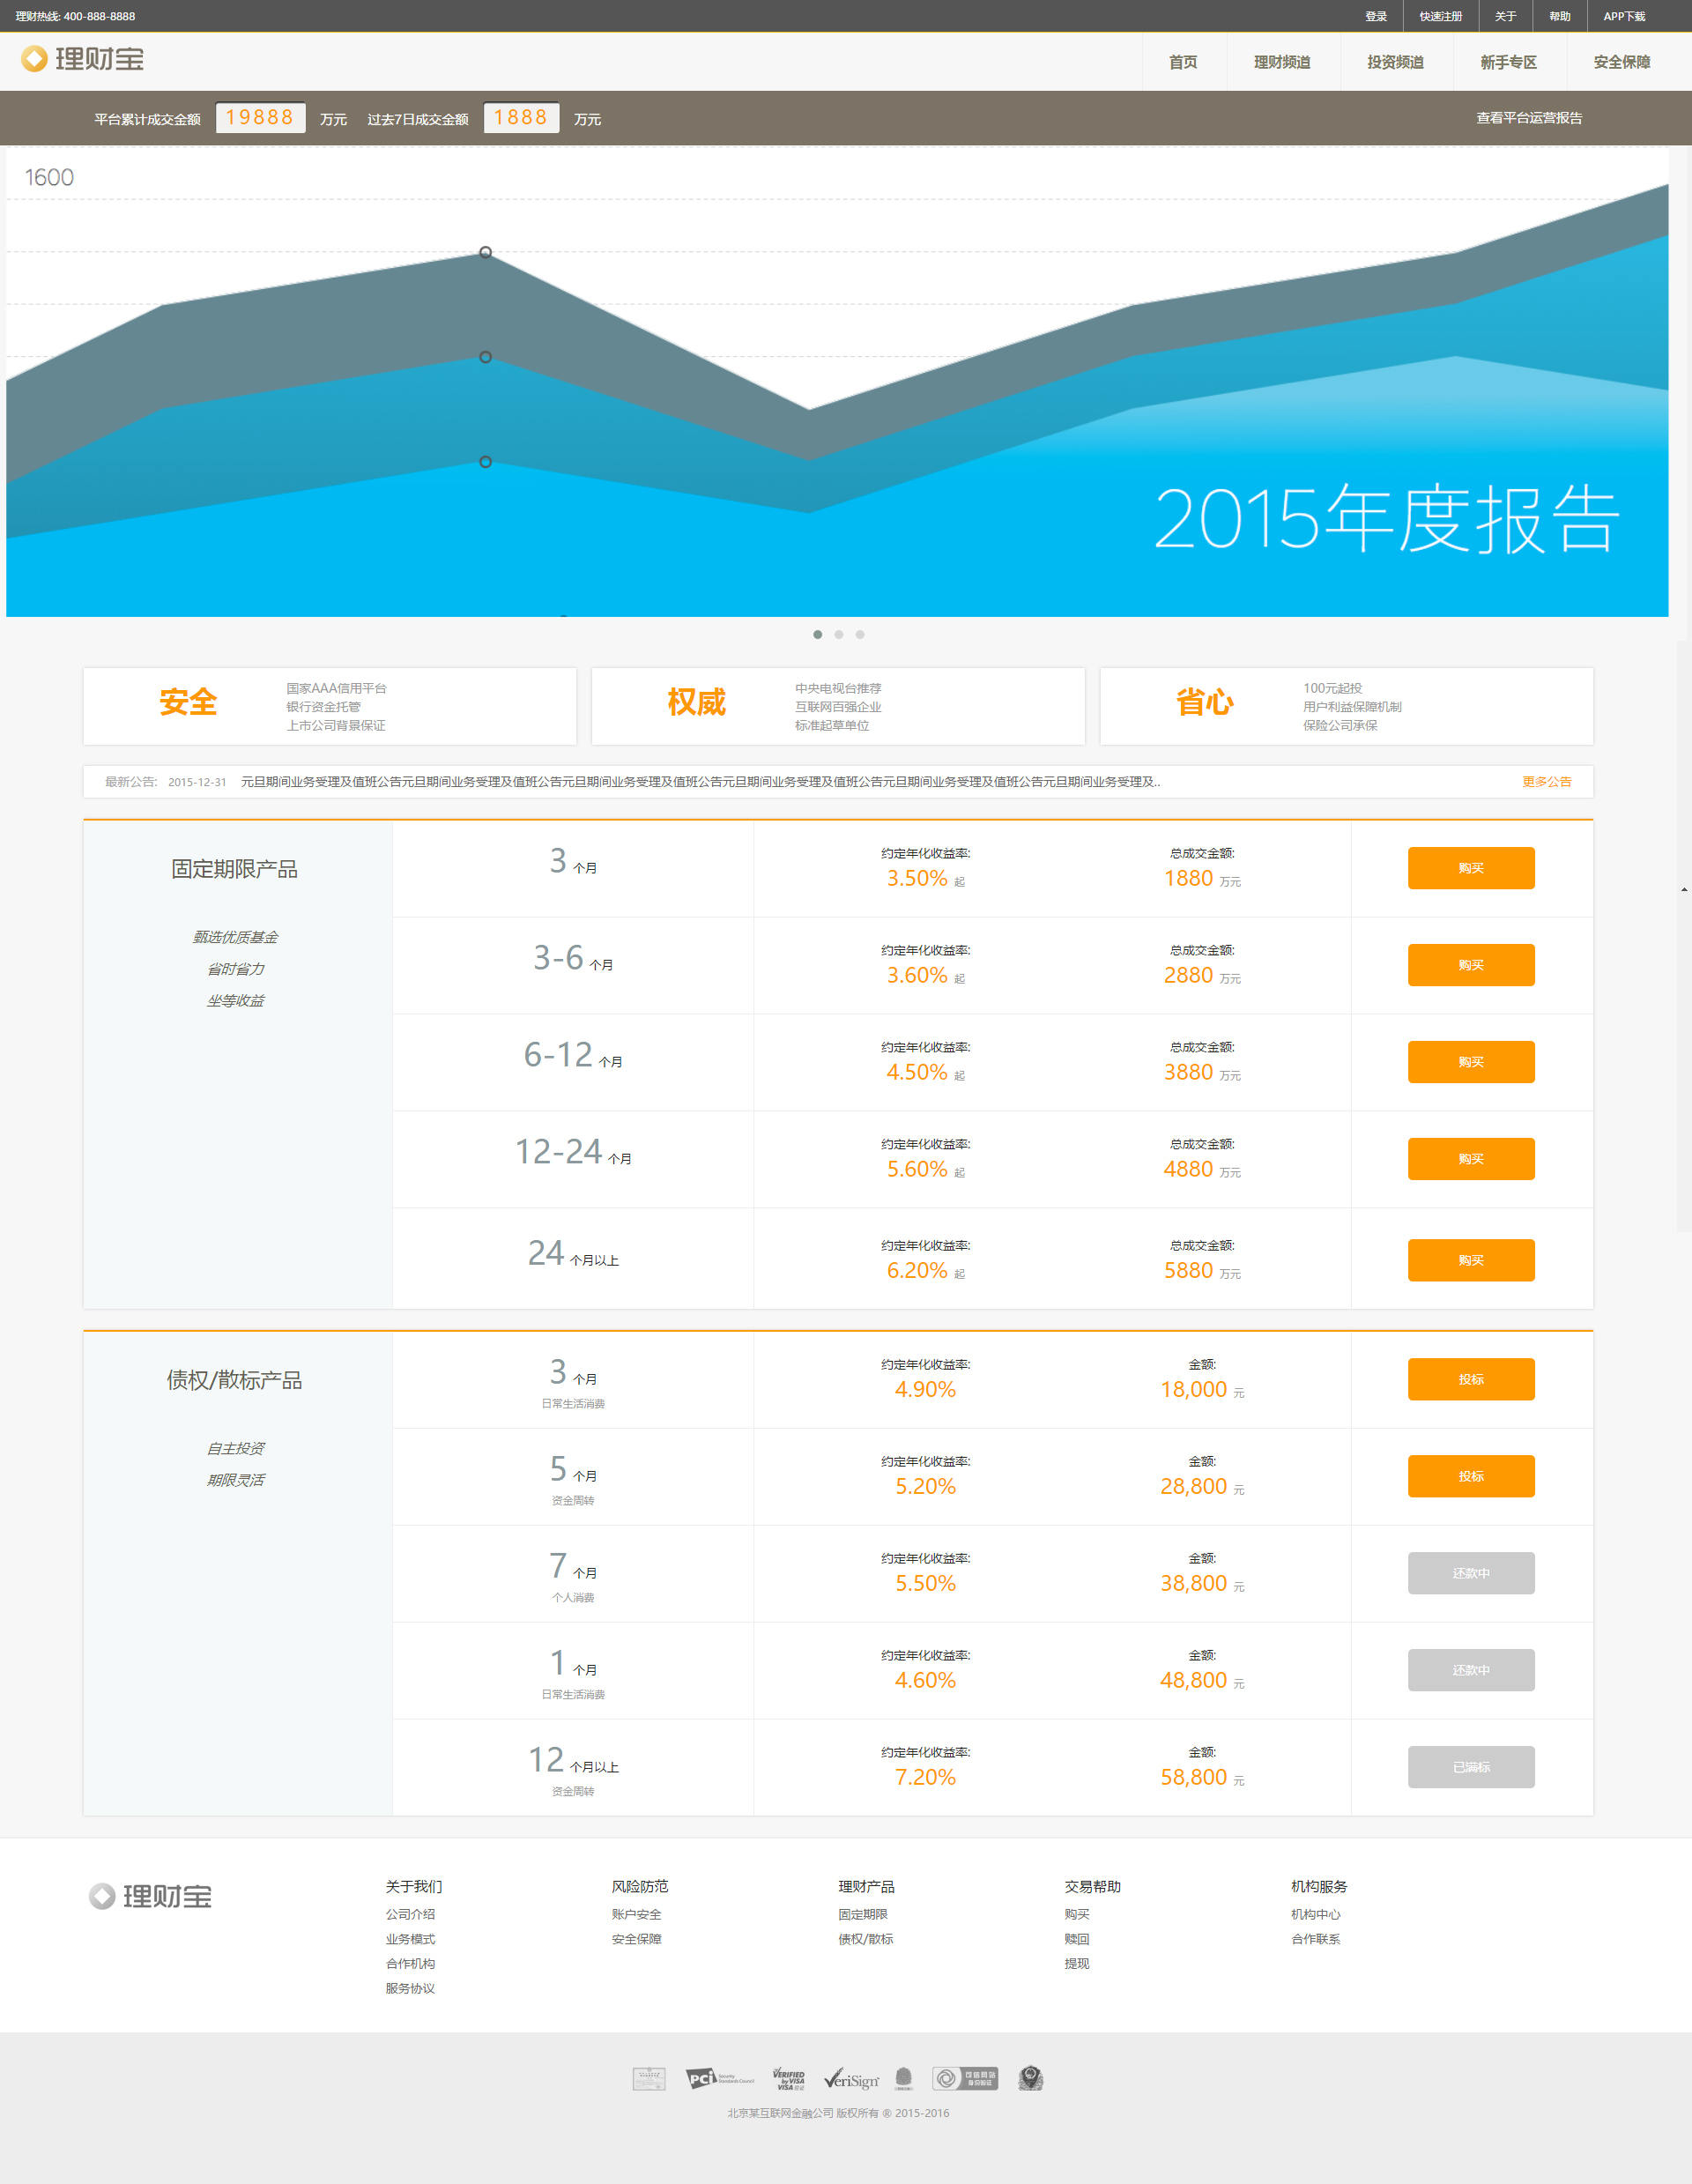 理财热线: 400-888-8888
登录 快速注册 关于 帮助 APP下载
理财宝
首页 理财频道 投资频道 新手专区 安全保障
平台累计成交金额 19888 万元 过去7日成交金额 1888 万元
查看平台运营报告
1600
2015年度报告
安全
国家AAA信用平台
银行资金托管
上市公司背景保证
权威
中央电视台推荐
互联网百强企业
标准起草单位
省心
100元起投
用户利益保障机制
保险公司承保
最新公告: 2015-12-31 元旦期间业务受理及值班公告元旦期间业务受理及值班公告元旦期间业务受理及值班公告元旦期间业务受理及值班公告元旦期间业务受理及值班公告元旦期间业务受理及.. 更多公告
固定期限产品
甄选优质基金
省时省力
坐等收益
3 个月
约定年化收益率:
3.50% 起
总成交金额:
1880 万元
购买
3-6 个月
约定年化收益率:
3.60% 起
总成交金额:
2880 万元
购买
6-12 个月
约定年化收益率:
4.50% 起
总成交金额:
3880 万元
购买
12-24 个月
约定年化收益率:
5.60% 起
总成交金额:
4880 万元
购买
24 个月以上
约定年化收益率:
6.20% 起
总成交金额:
5880 万元
购买
债权/散标产品
自主投资
期限灵活
3 个月
日常生活消费
约定年化收益率:
4.90%
金额:
18,000 元
投标
5 个月
资金周转
约定年化收益率:
5.20%
金额:
28,800 元
投标
7 个月
个人消费
约定年化收益率:
5.50%
金额:
38,800 元
还款中
1 个月
日常生活消费
约定年化收益率:
4.60%
金额:
48,800 元
还款中
12 个月以上
资金周转
约定年化收益率:
7.20%
金额:
58,800 元
已满标
理财宝
关于我们
公司介绍
业务模式
合作机构
服务协议
风险防范
账户安全
安全保障
理财产品
固定期限
债权/散标
交易帮助
购买
赎回
提现
机构服务
机构中心
合作联系
PCI Security Standards Council
VERIFIED by VISA
VeriSign
可信网站
身份验证
北京某互联网金融公司 版权所有 ® 2015-2016